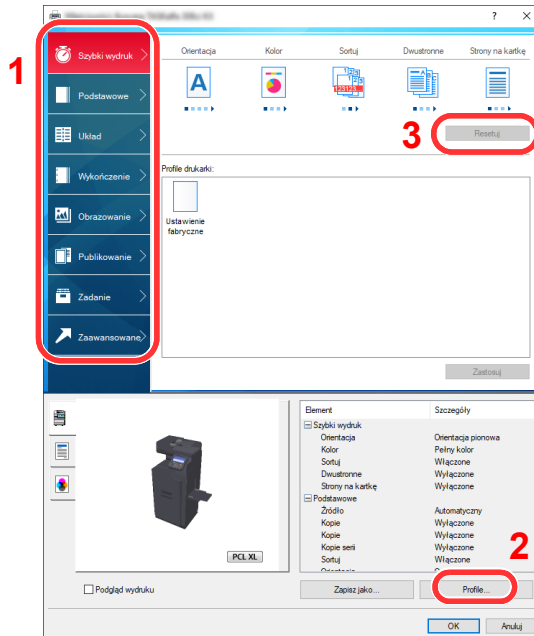 ? ×
1
Szybki wydruk
Podstawowe
Układ
Wykończenie
Obrazowanie
Publikowanie
Zadanie
Zaawansowane
Orientacja Kolor Sortuj Dwustronne Strony na kartkę
A
123123...
3 Resetuj
Profile drukarki:
Ustawienie
fabryczne
Zastosuj
Element Szczegóły
Szybki wydruk
Orientacja Orientacja pionowa
Kolor Pełny kolor
Sortuj Włączone
Dwustronne Wyłączone
Strony na kartkę Wyłączone
Podstawowe
Źródło Automatyczny
Kopie Wyłączone
Kopie Wyłączone
Kopie serii Wyłączone
Sortuj Włączone
PCL XL
2
Podgląd wydruku
Zapisz jako... Profile...
OK Anuluj